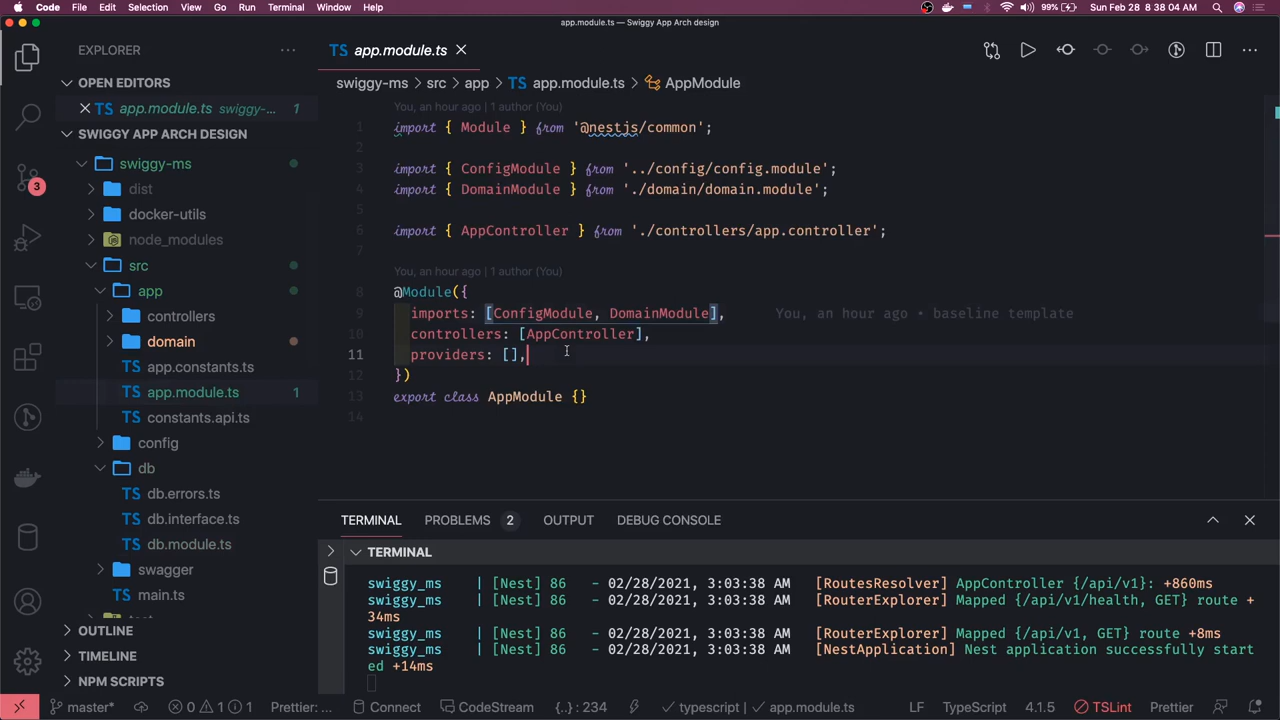 Code File Edit Selection View Go Run Terminal Window Help 99% Sun Feb 28 8 38 04 AM
app.module.ts — Swiggy App Arch design
EXPLORER
OPEN EDITORS
TS app.module.ts swiggy-... 1
SWIGGY APP ARCH DESIGN
swiggy-ms
dist
docker-utils
node_modules
src
app
controllers
domain
TS app.constants.ts
TS app.module.ts 1
TS constants.api.ts
config
db
TS db.errors.ts
TS db.interface.ts
TS db.module.ts
swagger
TS main.ts
OUTLINE
TIMELINE
NPM SCRIPTS
3
TS app.module.ts
swiggy-ms > src > app > TS app.module.ts > AppModule
You, an hour ago | 1 author (You)
1 import { Module } from '@nestjs/common';
2
3 import { ConfigModule } from '../config/config.module';
4 import { DomainModule } from './domain/domain.module';
5
6 import { AppController } from './controllers/app.controller';
7
You, an hour ago | 1 author (You)
8 @Module({
9 imports: [ConfigModule, DomainModule], You, an hour ago • baseline template
10 controllers: [AppController],
11 providers: [],
12 })
13 export class AppModule {}
14
TERMINAL PROBLEMS 2 OUTPUT DEBUG CONSOLE
TERMINAL
swiggy_ms | [Nest] 86 - 02/28/2021, 3:03:38 AM [RoutesResolver] AppController {/api/v1}: +860ms
swiggy_ms | [Nest] 86 - 02/28/2021, 3:03:38 AM [RouterExplorer] Mapped {/api/v1/health, GET} route +
34ms
swiggy_ms | [Nest] 86 - 02/28/2021, 3:03:38 AM [RouterExplorer] Mapped {/api/v1, GET} route +8ms
swiggy_ms | [Nest] 86 - 02/28/2021, 3:03:38 AM [NestApplication] Nest application successfully start
ed +14ms
master* 0 1 1 Prettier: ... Connect CodeStream {..} : 234 typescript | app.module.ts LF TypeScript 4.1.5 TSLint Prettier